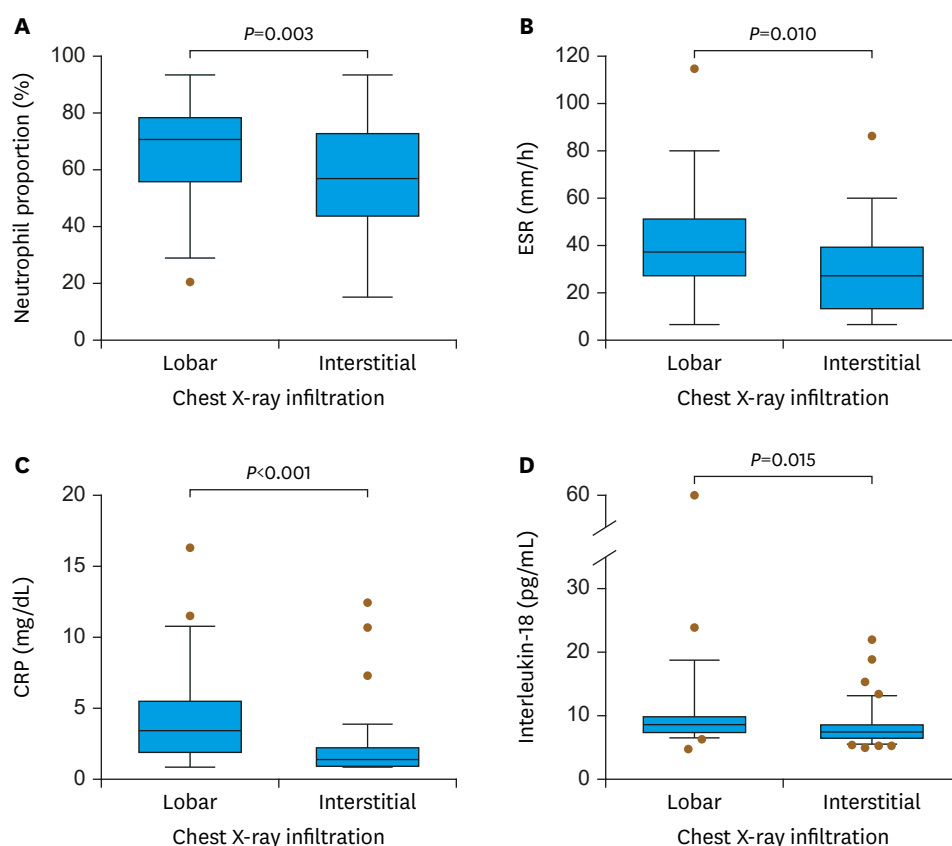 A
P=0.003
Neutrophil proportion (%)
100
80
60
40
20
0
Lobar
Interstitial
Chest X-ray infiltration
B
P=0.010
ESR (mm/h)
120
100
80
60
40
20
0
Lobar
Interstitial
Chest X-ray infiltration
C
P<0.001
CRP (mg/dL)
20
15
10
5
0
Lobar
Interstitial
Chest X-ray infiltration
D
P=0.015
Interleukin-18 (pg/mL)
60
30
20
10
0
Lobar
Interstitial
Chest X-ray infiltration